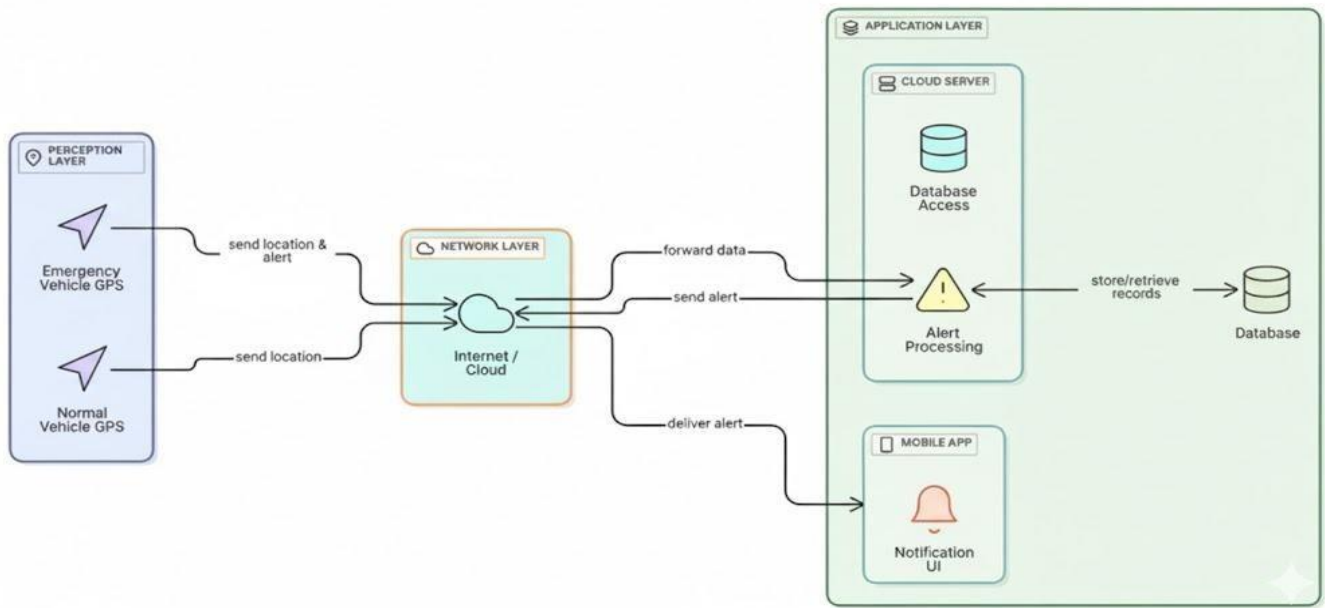 PERCEPTION
LAYER
Emergency
Vehicle GPS
Normal
Vehicle GPS
send location &
alert
send location
NETWORK LAYER
Internet /
Cloud
forward data
send alert
deliver alert
APPLICATION LAYER
CLOUD SERVER
Database
Access
Alert
Processing
store/retrieve
records
Database
MOBILE APP
Notification
UI